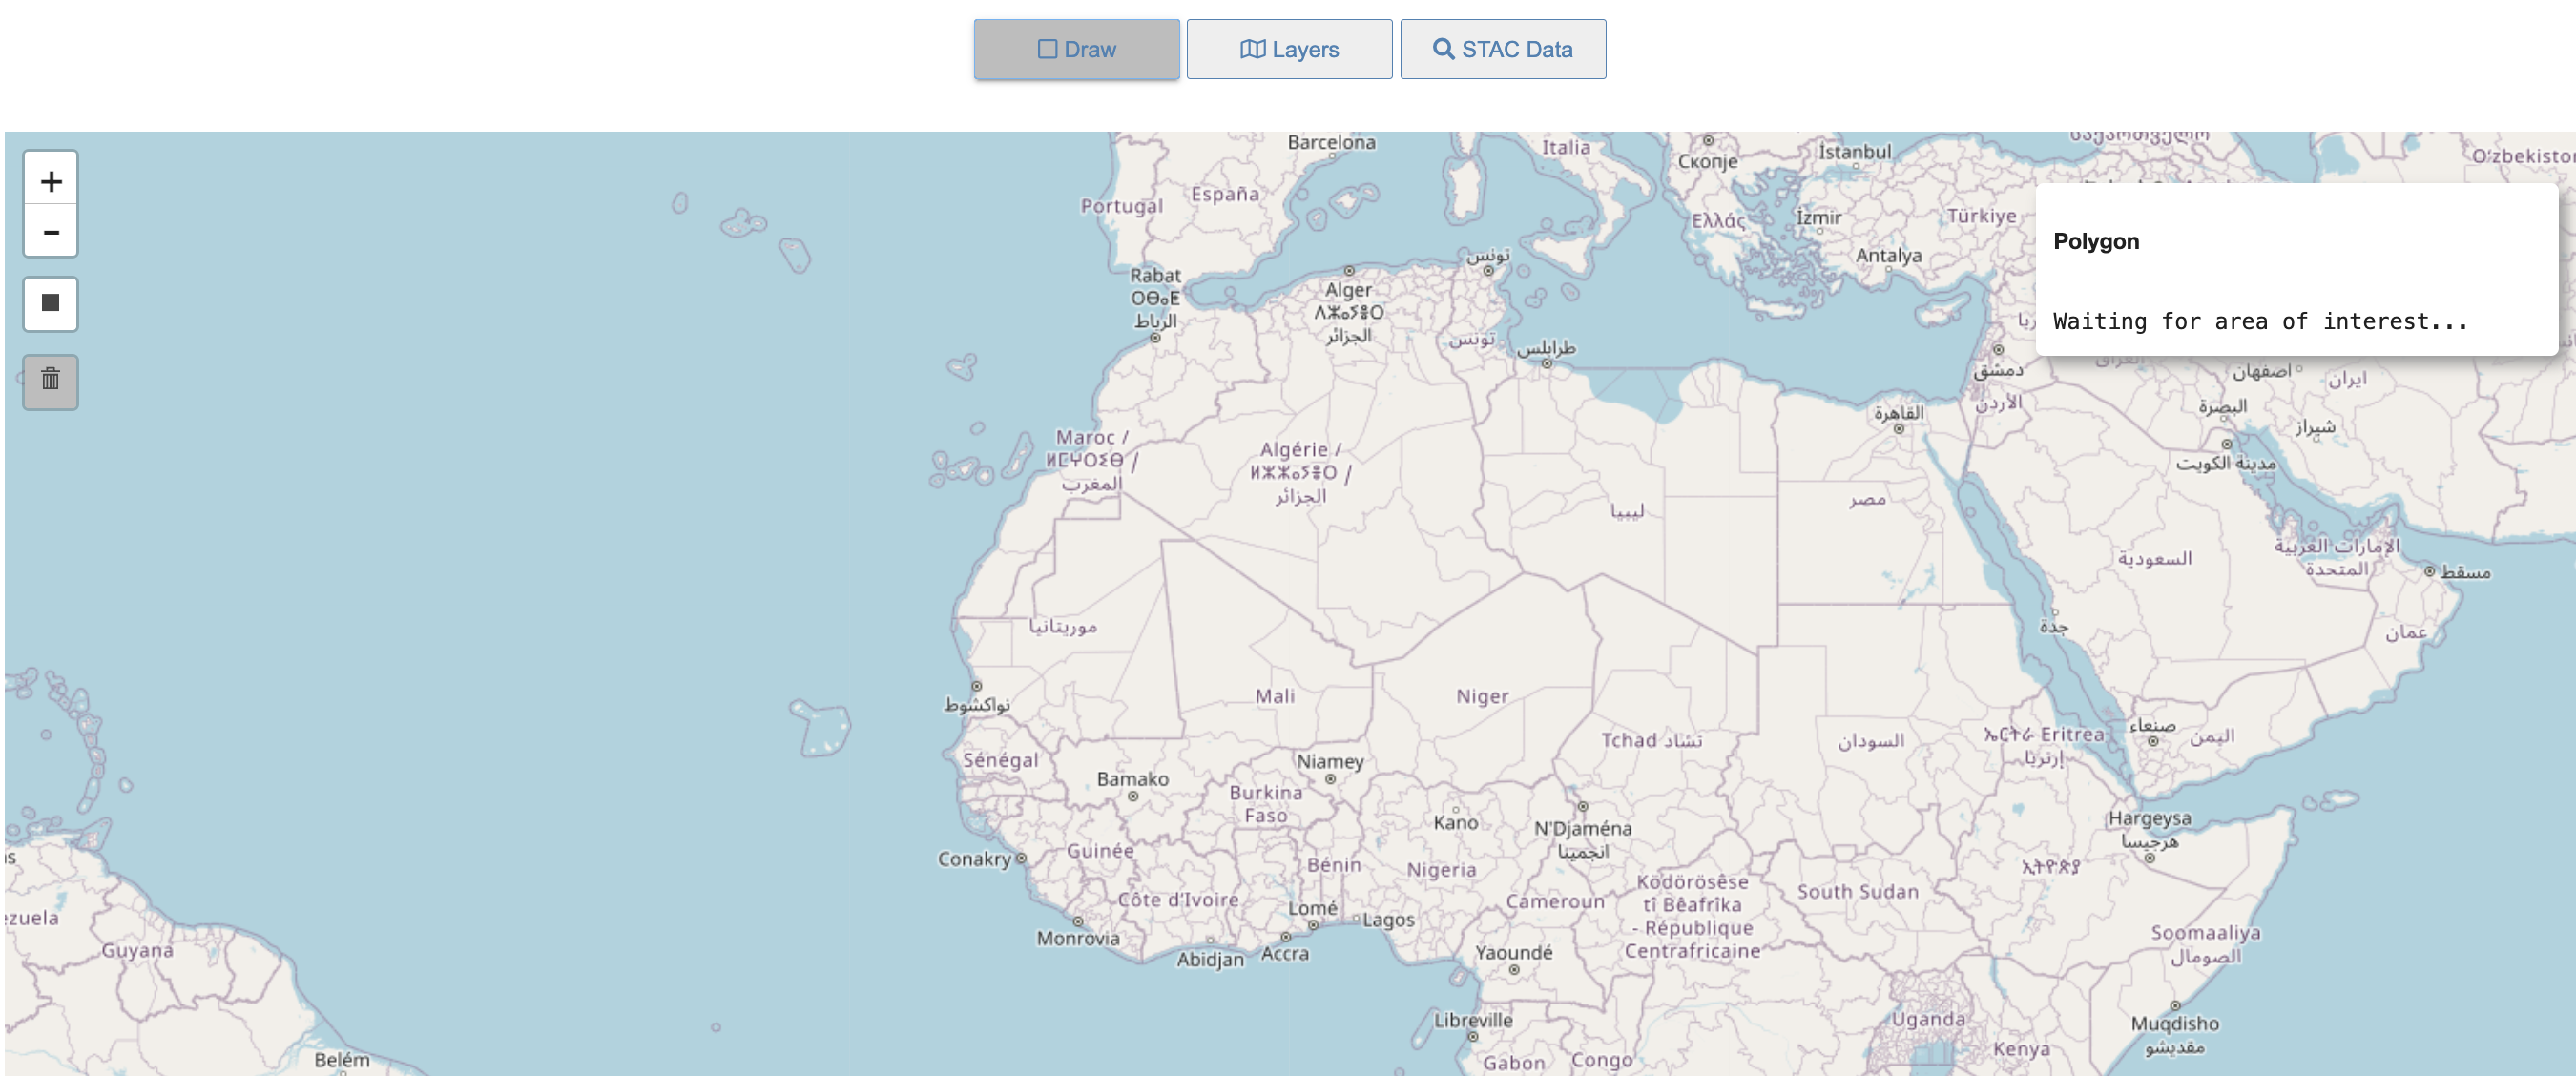 Draw
Layers
STAC Data
+
-
Polygon
Waiting for area of interest...
Barcelona
Italia
Скопје
İstanbul
Portugal
España
Ελλάς
İzmir
Türkiye
Antalya
Rabat
ⵔⴱⴰⵟ
الرباط
Alger
ⴷⵣⴰⵢⴻⵔ
الجزائر
تونس
تونس
طرابلس
دمشق
اصفهان
ایران
الأردن
القاهرة
البصرة
شیراز
مدينة الكويت
Maroc /
ⵍⵎⵖⵔⵉⴱ /
المغرب
Algérie /
ⵍⵣⵣⴰⵢⴻⵔ /
الجزائر
ليبيا
مصر
السعودية
الإمارات العربية
المتحدة
مسقط
جدة
عمان
موريتانيا
نواكشوط
Mali
Niger
Tchad تشاد
السودان
ኤርትራ Eritrea
إرتريا
صنعاء
اليمن
Sénégal
Bamako
Niamey
Burkina
Faso
Kano
N'Djaména
انجمينا
Hargeysa
هرجيسا
Conakry
Guinée
Bénin
Nigeria
Côte d'Ivoire
Lomé
Lagos
Cameroun
Ködörösêse
tî Bêafrîka
- République
Centrafricaine
South Sudan
ኢትዮጵያ
Soomaaliya
الصومال
Monrovia
Abidjan
Accra
Yaoundé
Guyana
Libreville
Uganda
Muqdisho
مقديشو
Kenya
Belém
Gabon
Congo